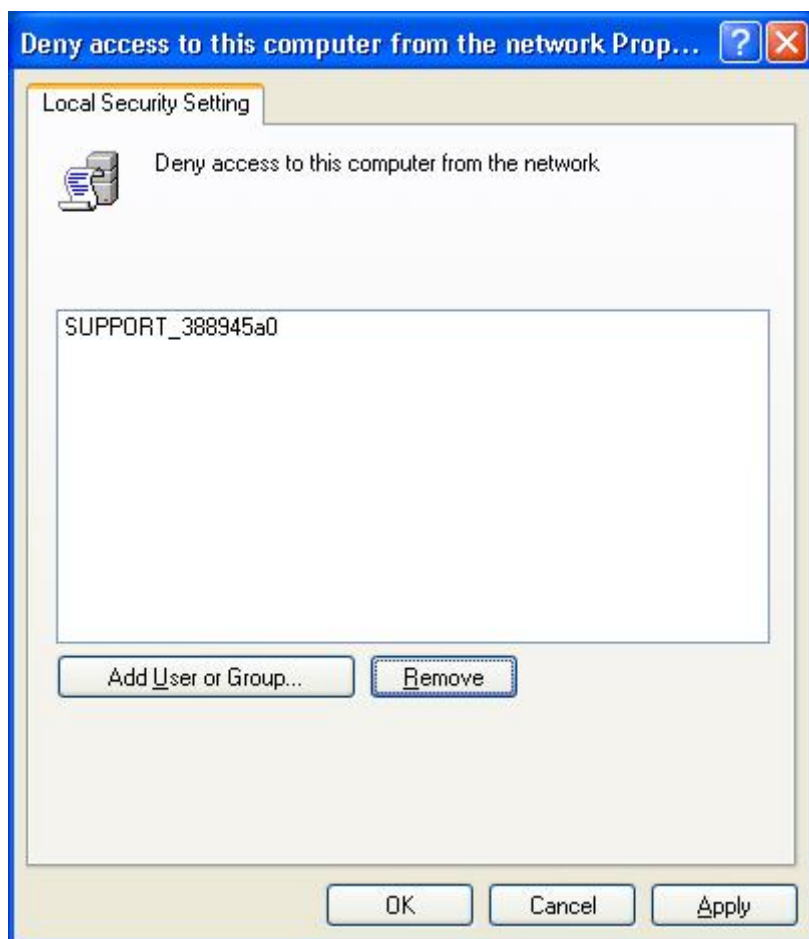 Deny access to this computer from the network Prop...
Local Security Setting
Deny access to this computer from the network
SUPPORT_388945a0
Add User or Group...
Remove
OK
Cancel
Apply